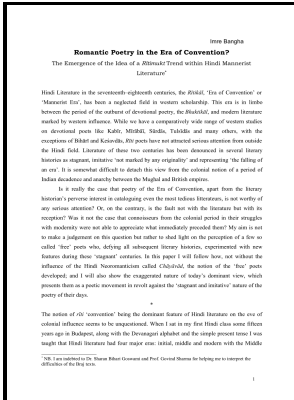 Imre Bangha
Romantic Poetry in the Era of Convention?
The Emergence of the Idea of a Rītimukt Trend within Hindi Mannerist
Literature*
Hindi Literature in the seventeenth-eighteenth centuries, the Rītikāl, 'Era of Convention' or
'Mannerist Era', has been a neglected field in western scholarship. This era is in limbo
between the period of the outburst of devotional poetry, the Bhaktikāl, and modern literature
marked by western influence. While we have a comparatively wide range of western studies
on devotional poets like Kabīr, Mīrābāī, Sūrdās, Tulsīdās and many others, with the
exceptions of Bihārī and Keśavdās, Rīti poets have not attracted serious attention from outside
the Hindi field. Literature of these two centuries has been denounced in several literary
histories as stagnant, imitative 'not marked by any originality' and representing 'the falling of
an era'. It is somewhat difficult to detach this view from the colonial notion of a period of
Indian decadence and anarchy between the Mughal and British empires.
Is it really the case that poetry of the Era of Convention, apart from the literary
historian's perverse interest in cataloguing even the most tedious litterateurs, is not worthy of
any serious attention? Or, on the contrary, is the fault not with the literature but with its
reception? Was it not the case that connoisseurs from the colonial period in their struggles
with modernity were not able to appreciate what immediately preceded them? My aim is not
to make a judgement on this question but rather to shed light on the perception of a few so
called 'free' poets who, defying all subsequent literary histories, experimented with new
features during these 'stagnant' centuries. In this paper I will follow how, not without the
influence of the Hindi Neoromanticism called Chāyāvād, the notion of the 'free' poets
developed; and I will also show the exaggerated nature of today's dominant view, which
presents them as a poetic movement in revolt against the 'stagnant and imitative' nature of the
poetry of their days.
*
The notion of rīti 'convention' being the dominant feature of Hindi literature on the eve of
colonial influence seems to be unquestioned. When I sat in my first Hindi class some fifteen
years ago in Budapest, along with the Devanagari alphabet and the simple present tense I was
taught that Hindi literature had four major eras: initial, middle and modern with the Middle
* NB. I am indebted to Dr. Sharan Bihari Goswami and Prof. Govind Sharma for helping me to interpret the
difficulties of the Braj texts.
1